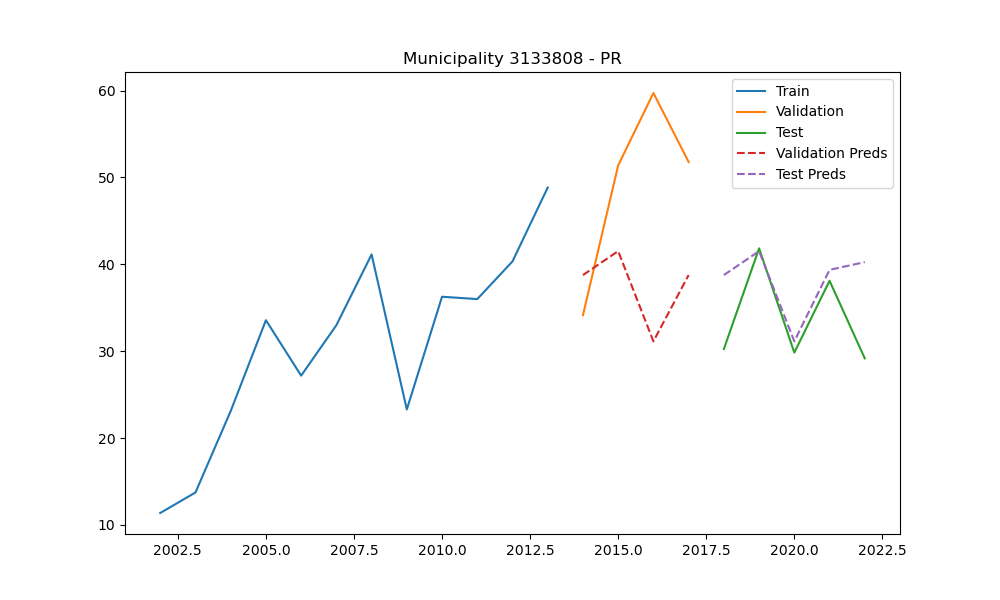 Municipality 3133808 - PR
Train
Validation
Test
Validation Preds
Test Preds
60
50
40
30
20
10
2002.5 2005.0 2007.5 2010.0 2012.5 2015.0 2017.5 2020.0 2022.5